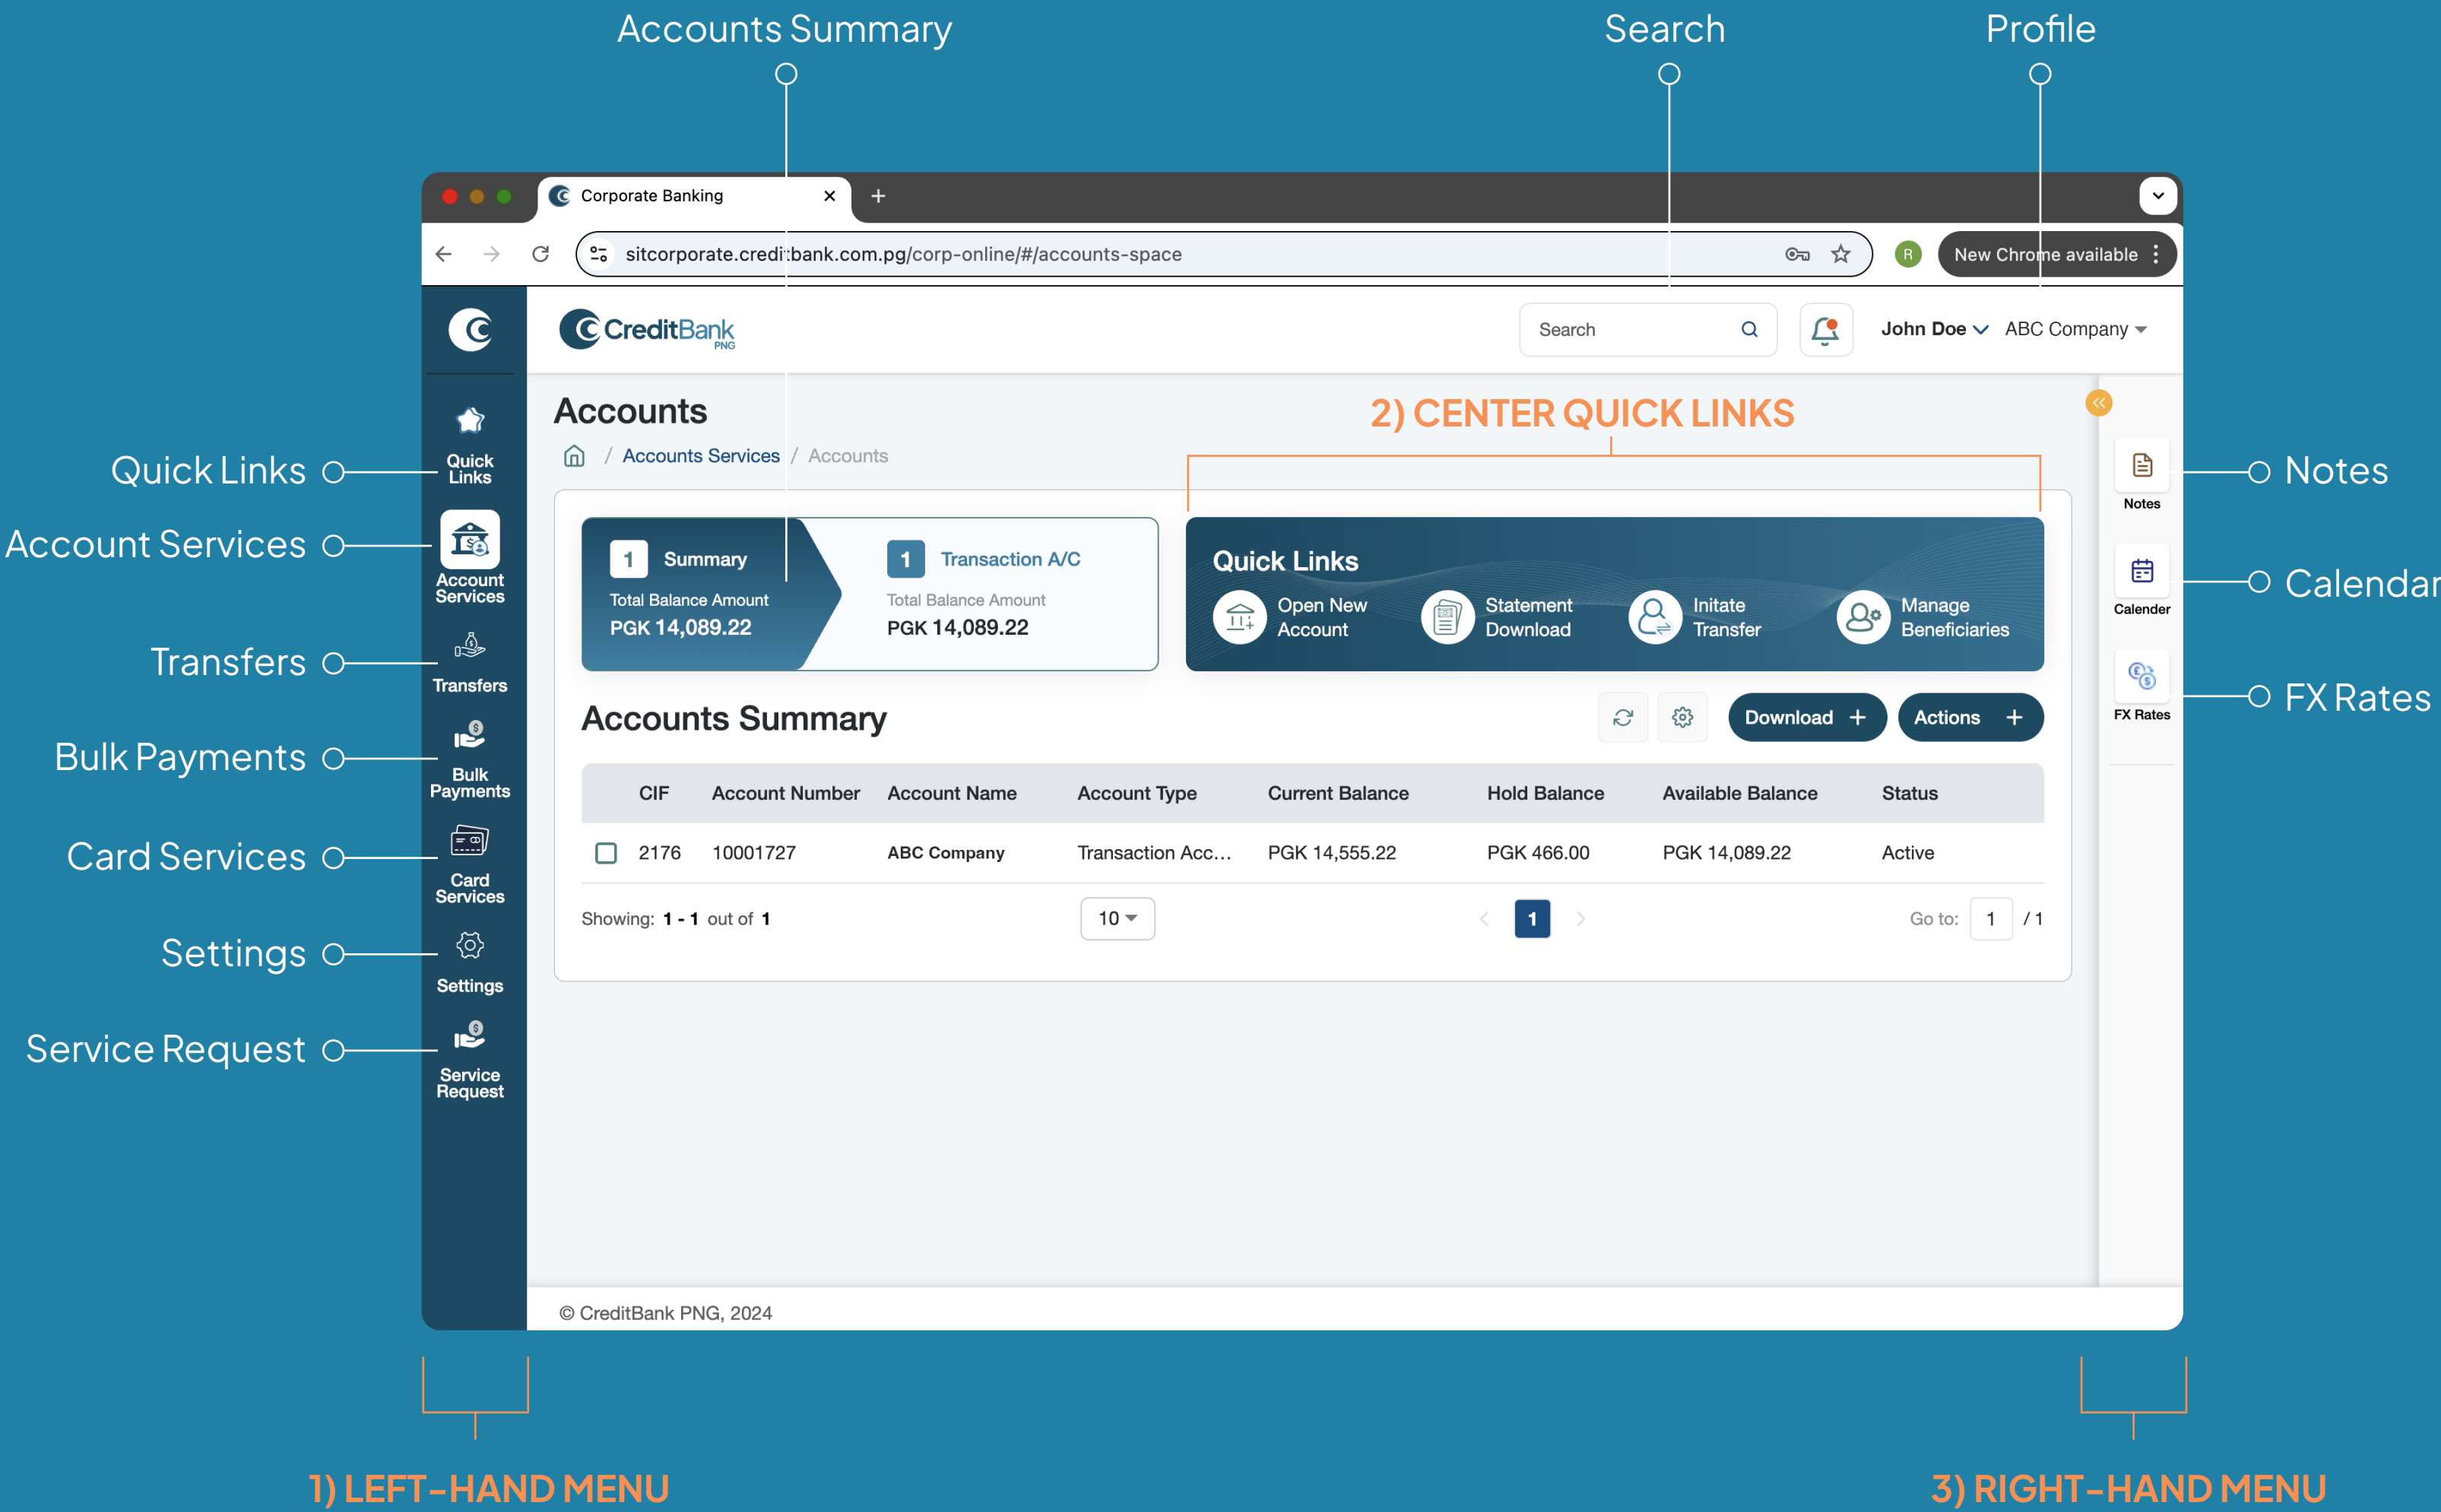 Accounts Summary
Search
Profile
Corporate Banking
sitcorporate.creditbank.com.pg/corp-online/#/accounts-space
R
New Chrome available
CreditBank
PNG
Search
John Doe
ABC Company
Quick Links
Account Services
Transfers
Bulk Payments
Card Services
Settings
Service Request
Quick
Links
Account
Services
Transfers
Bulk
Payments
Card
Services
Settings
Service
Request
Accounts
/ Accounts Services / Accounts
2) CENTER QUICK LINKS
1 Summary
Total Balance Amount
PGK 14,089.22
1 Transaction A/C
Total Balance Amount
PGK 14,089.22
Quick Links
Open New
Account
Statement
Download
Initate
Transfer
Manage
Beneficiaries
Accounts Summary
Download +
Actions +
CIF Account Number Account Name Account Type Current Balance Hold Balance Available Balance Status
2176 10001727 ABC Company Transaction Acc... PGK 14,555.22 PGK 466.00 PGK 14,089.22 Active
Showing: 1 - 1 out of 1
10
1
Go to: 1 / 1
Notes
Calender
FX Rates
Notes
Calendar
FX Rates
© CreditBank PNG, 2024
1) LEFT-HAND MENU
3) RIGHT-HAND MENU